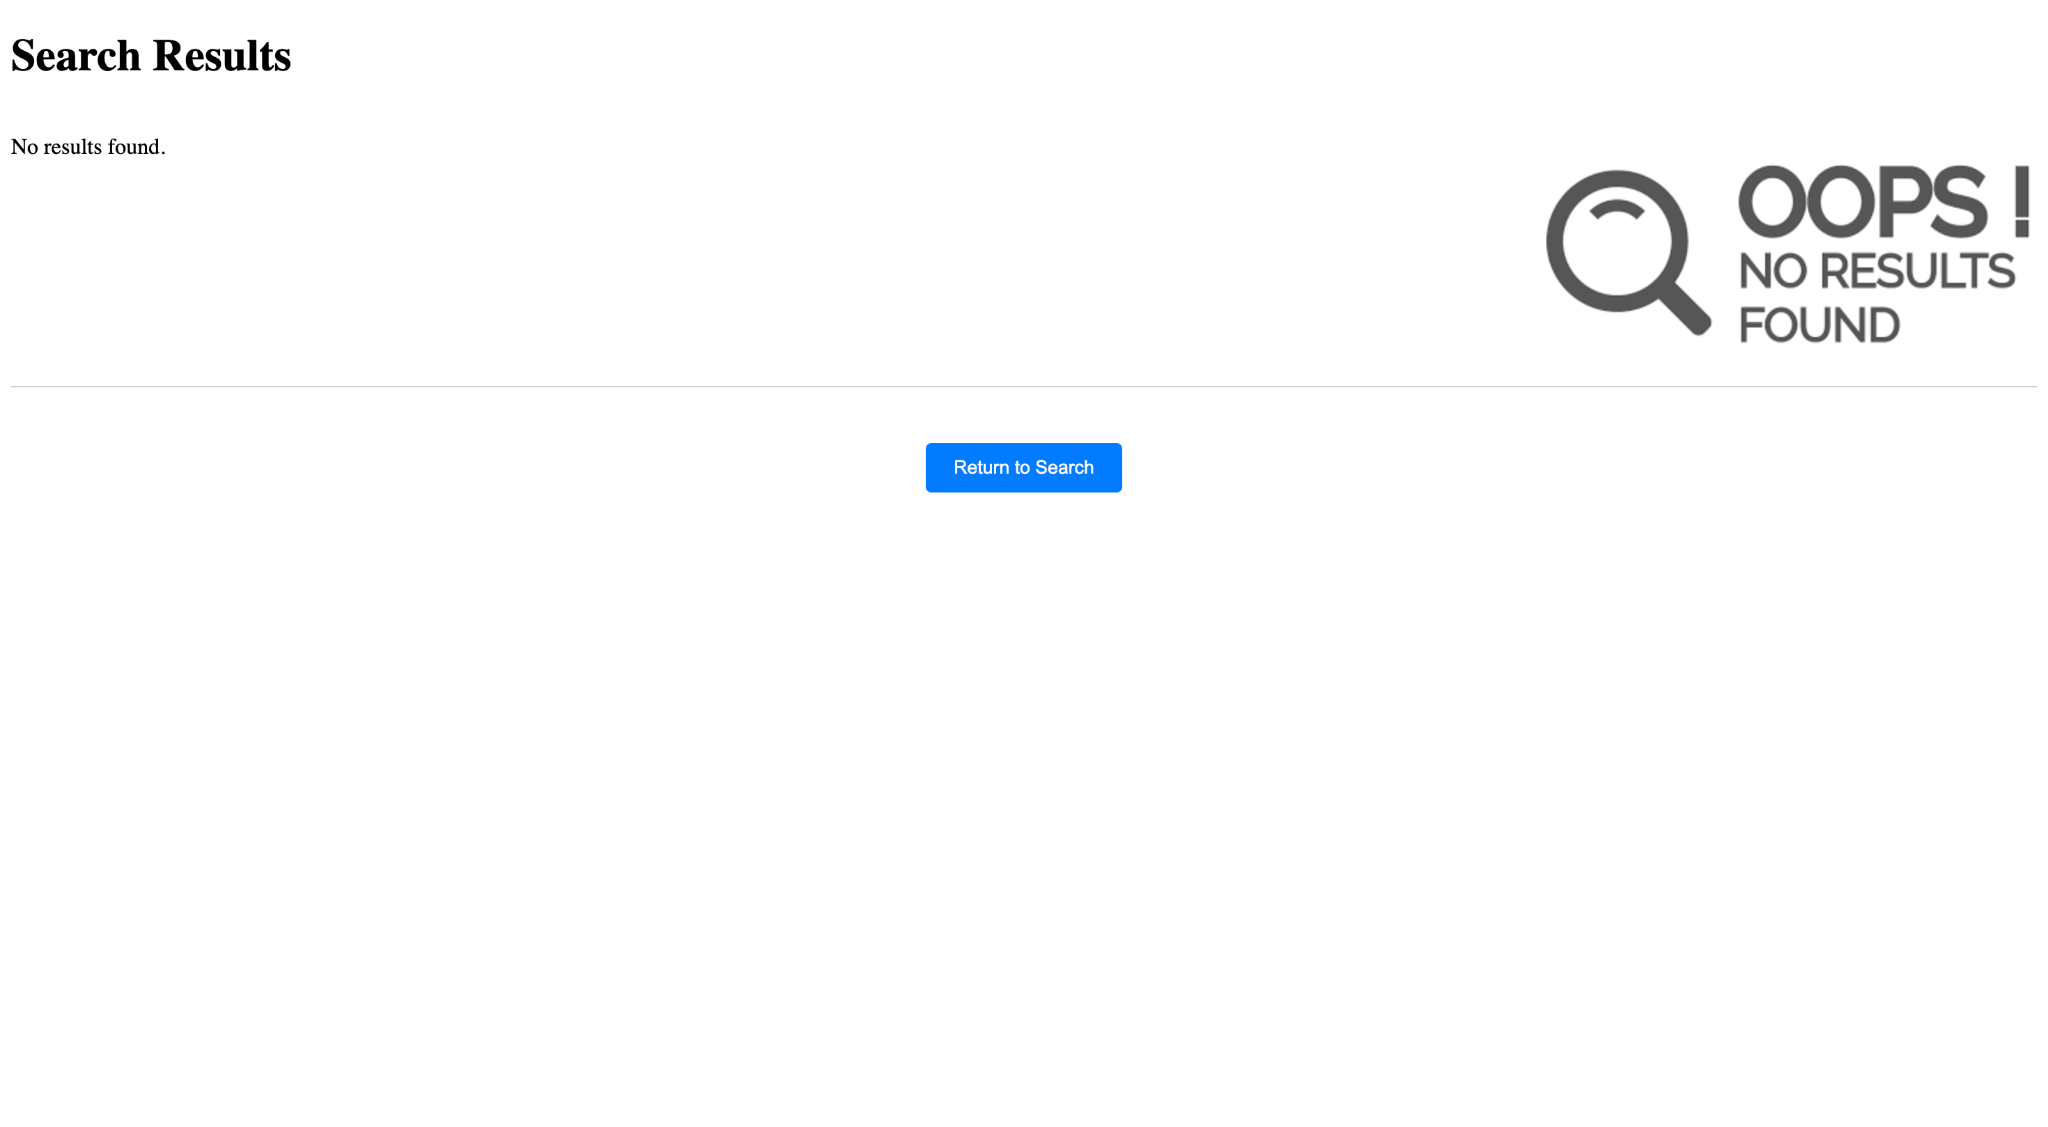 Search Results
No results found.
OOPS !
NO RESULTS
FOUND
Return to Search